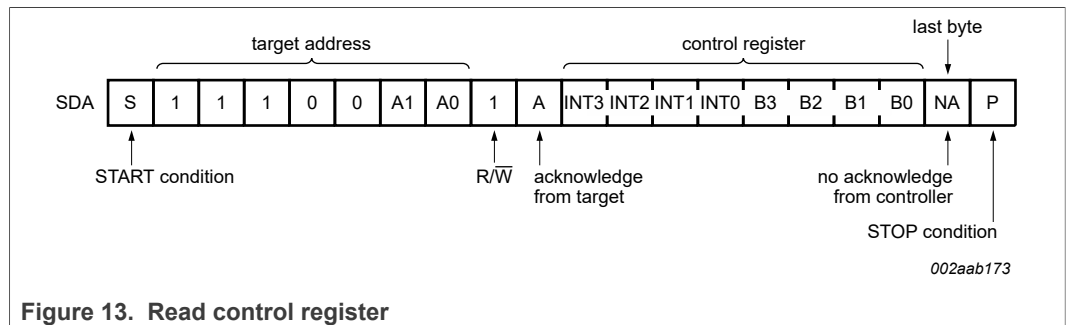 last byte
target address control register
SDA S 1 1 1 0 0 A1 A0 1 A INT3 INT2 INT1 INT0 B3 B2 B1 B0 NA P
START condition R/W̅ acknowledge from target no acknowledge from controller
STOP condition
002aab173
Figure 13. Read control register